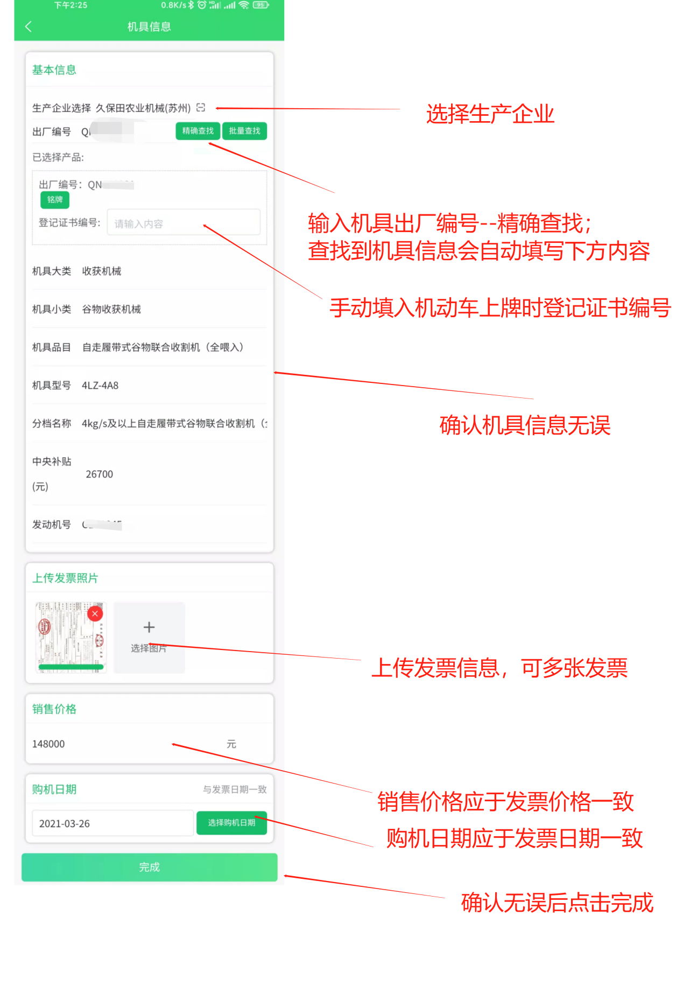 下午2:25 0.8K/s HD 95
机具信息
基本信息
生产企业选择 久保田农业机械(苏州)
选择生产企业
出厂编号 精确查找 批量查找
已选择产品:
出厂编号: QN
铭牌
登记证书编号: 请输入内容
输入机具出厂编号--精确查找;
查找到机具信息会自动填写下方内容
机具大类 收获机械
手动填入机动车上牌时登记证书编号
机具小类 谷物收获机械
机具品目 自走履带式谷物联合收割机（全喂入）
机具型号 4LZ-4A8
确认机具信息无误
分档名称 4kg/s及以上自走履带式谷物联合收割机（
中央补贴
(元)
26700
发动机号
上传发票照片
选择图片
上传发票信息，可多张发票
销售价格
148000 元
购机日期 与发票日期一致
销售价格应于发票价格一致
2021-03-26 选择购机日期
购机日期应于发票日期一致
完成
确认无误后点击完成